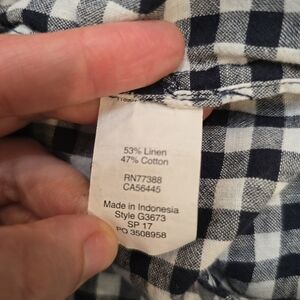 53% Linen
47% Cotton
RN77388
CA56445
Made in Indonesia
Style G3673
SP 17
PO 3508958